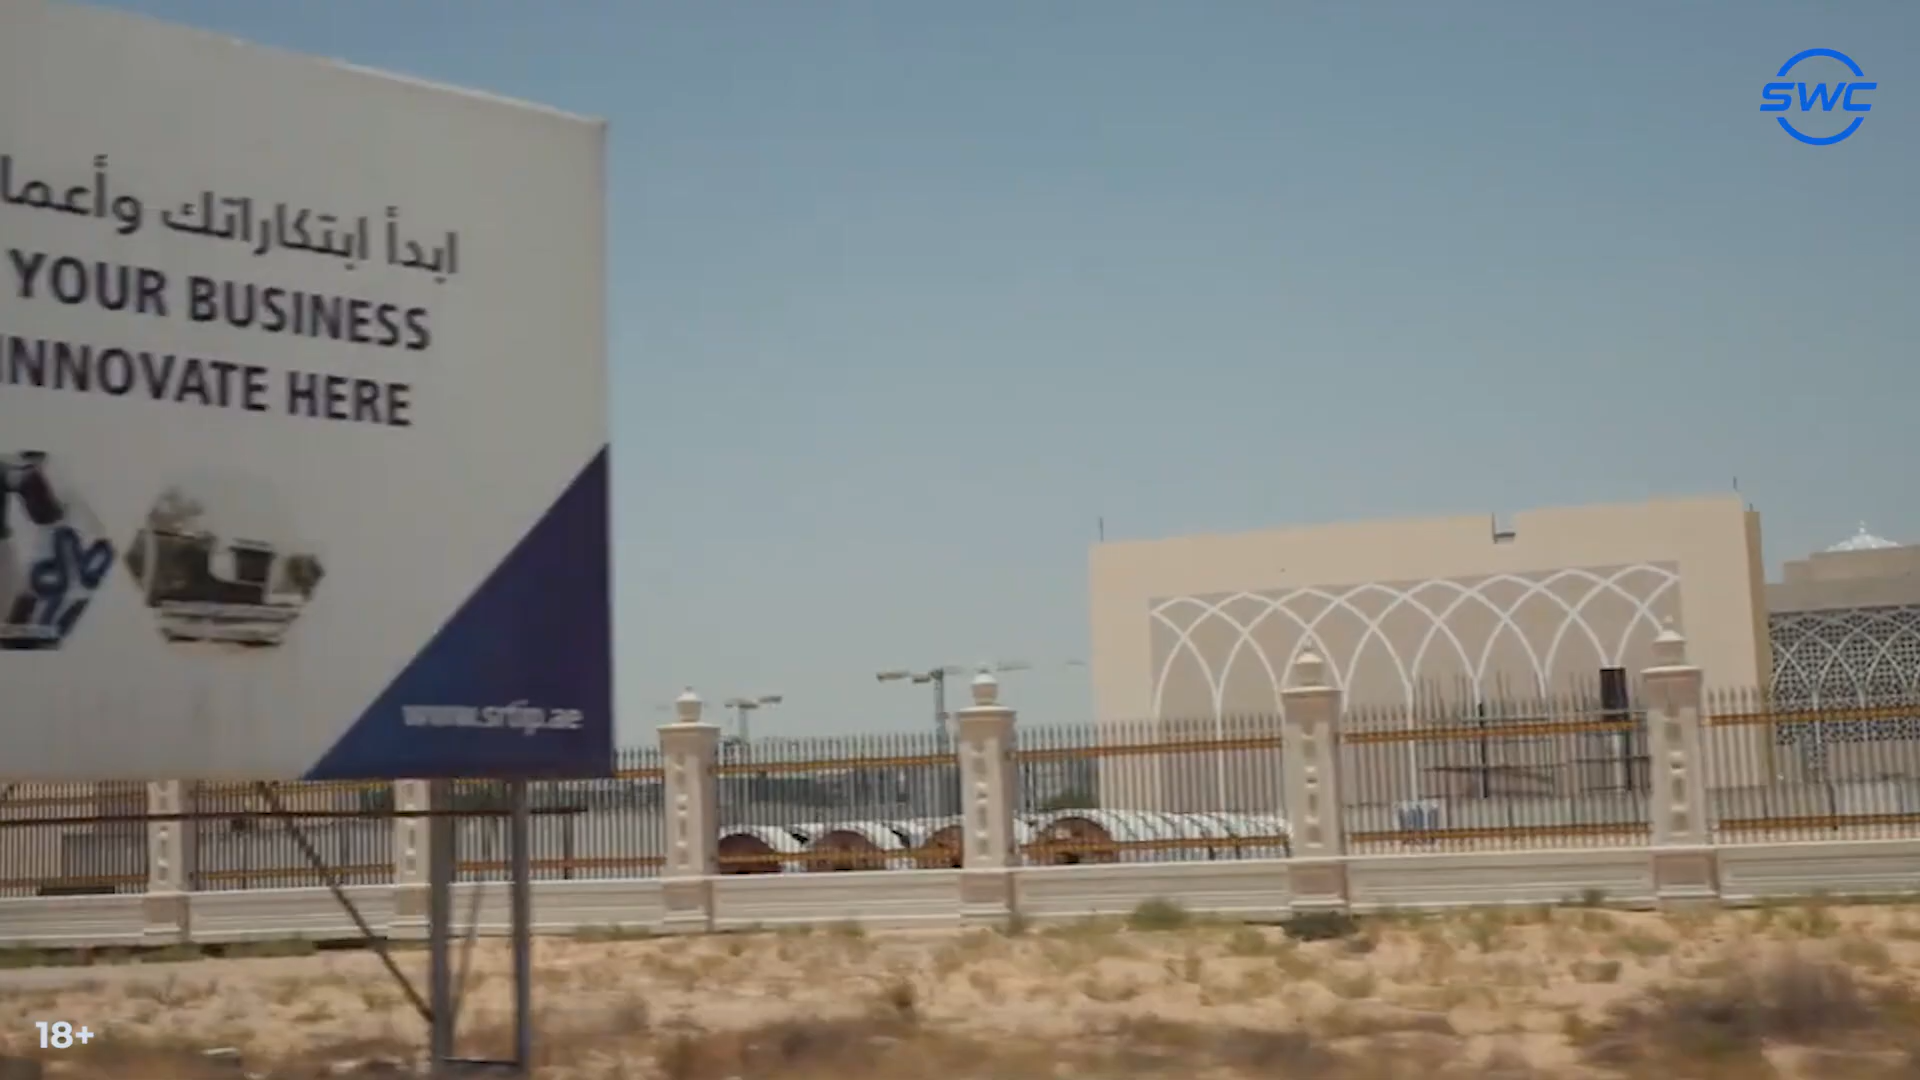 SWC
ابدأ ابتكاراتك وأعما
YOUR BUSINESS
INNOVATE HERE
www.srtip.ae
18+